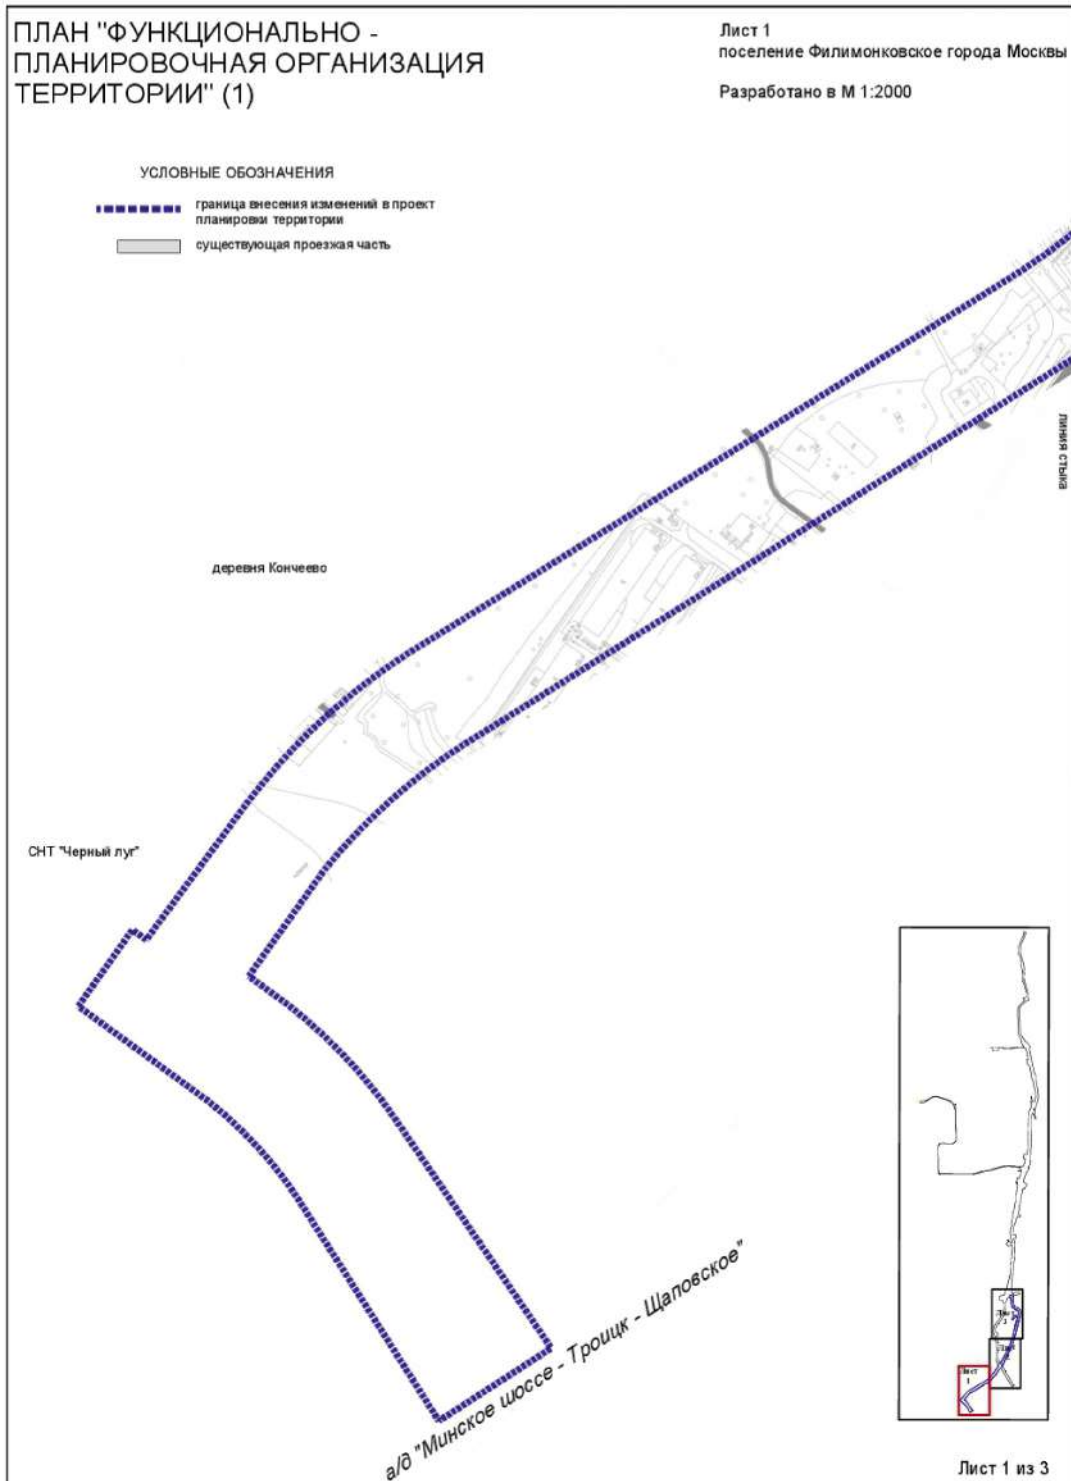 ПЛАН "ФУНКЦИОНАЛЬНО -
ПЛАНИРОВОЧНАЯ ОРГАНИЗАЦИЯ
ТЕРРИТОРИИ" (1)
Лист 1
поселение Филимонковское города Москвы
Разработано в М 1:2000
УСЛОВНЫЕ ОБОЗНАЧЕНИЯ
граница внесения изменений в проект
планировки территории
существующая проезжая часть
линия стыка
деревня Кончеево
СНТ "Черный луг"
а/д "Минское шоссе - Троицк - Щаповское"
Лист
Лист
Лист
1
Лист 1 из 3